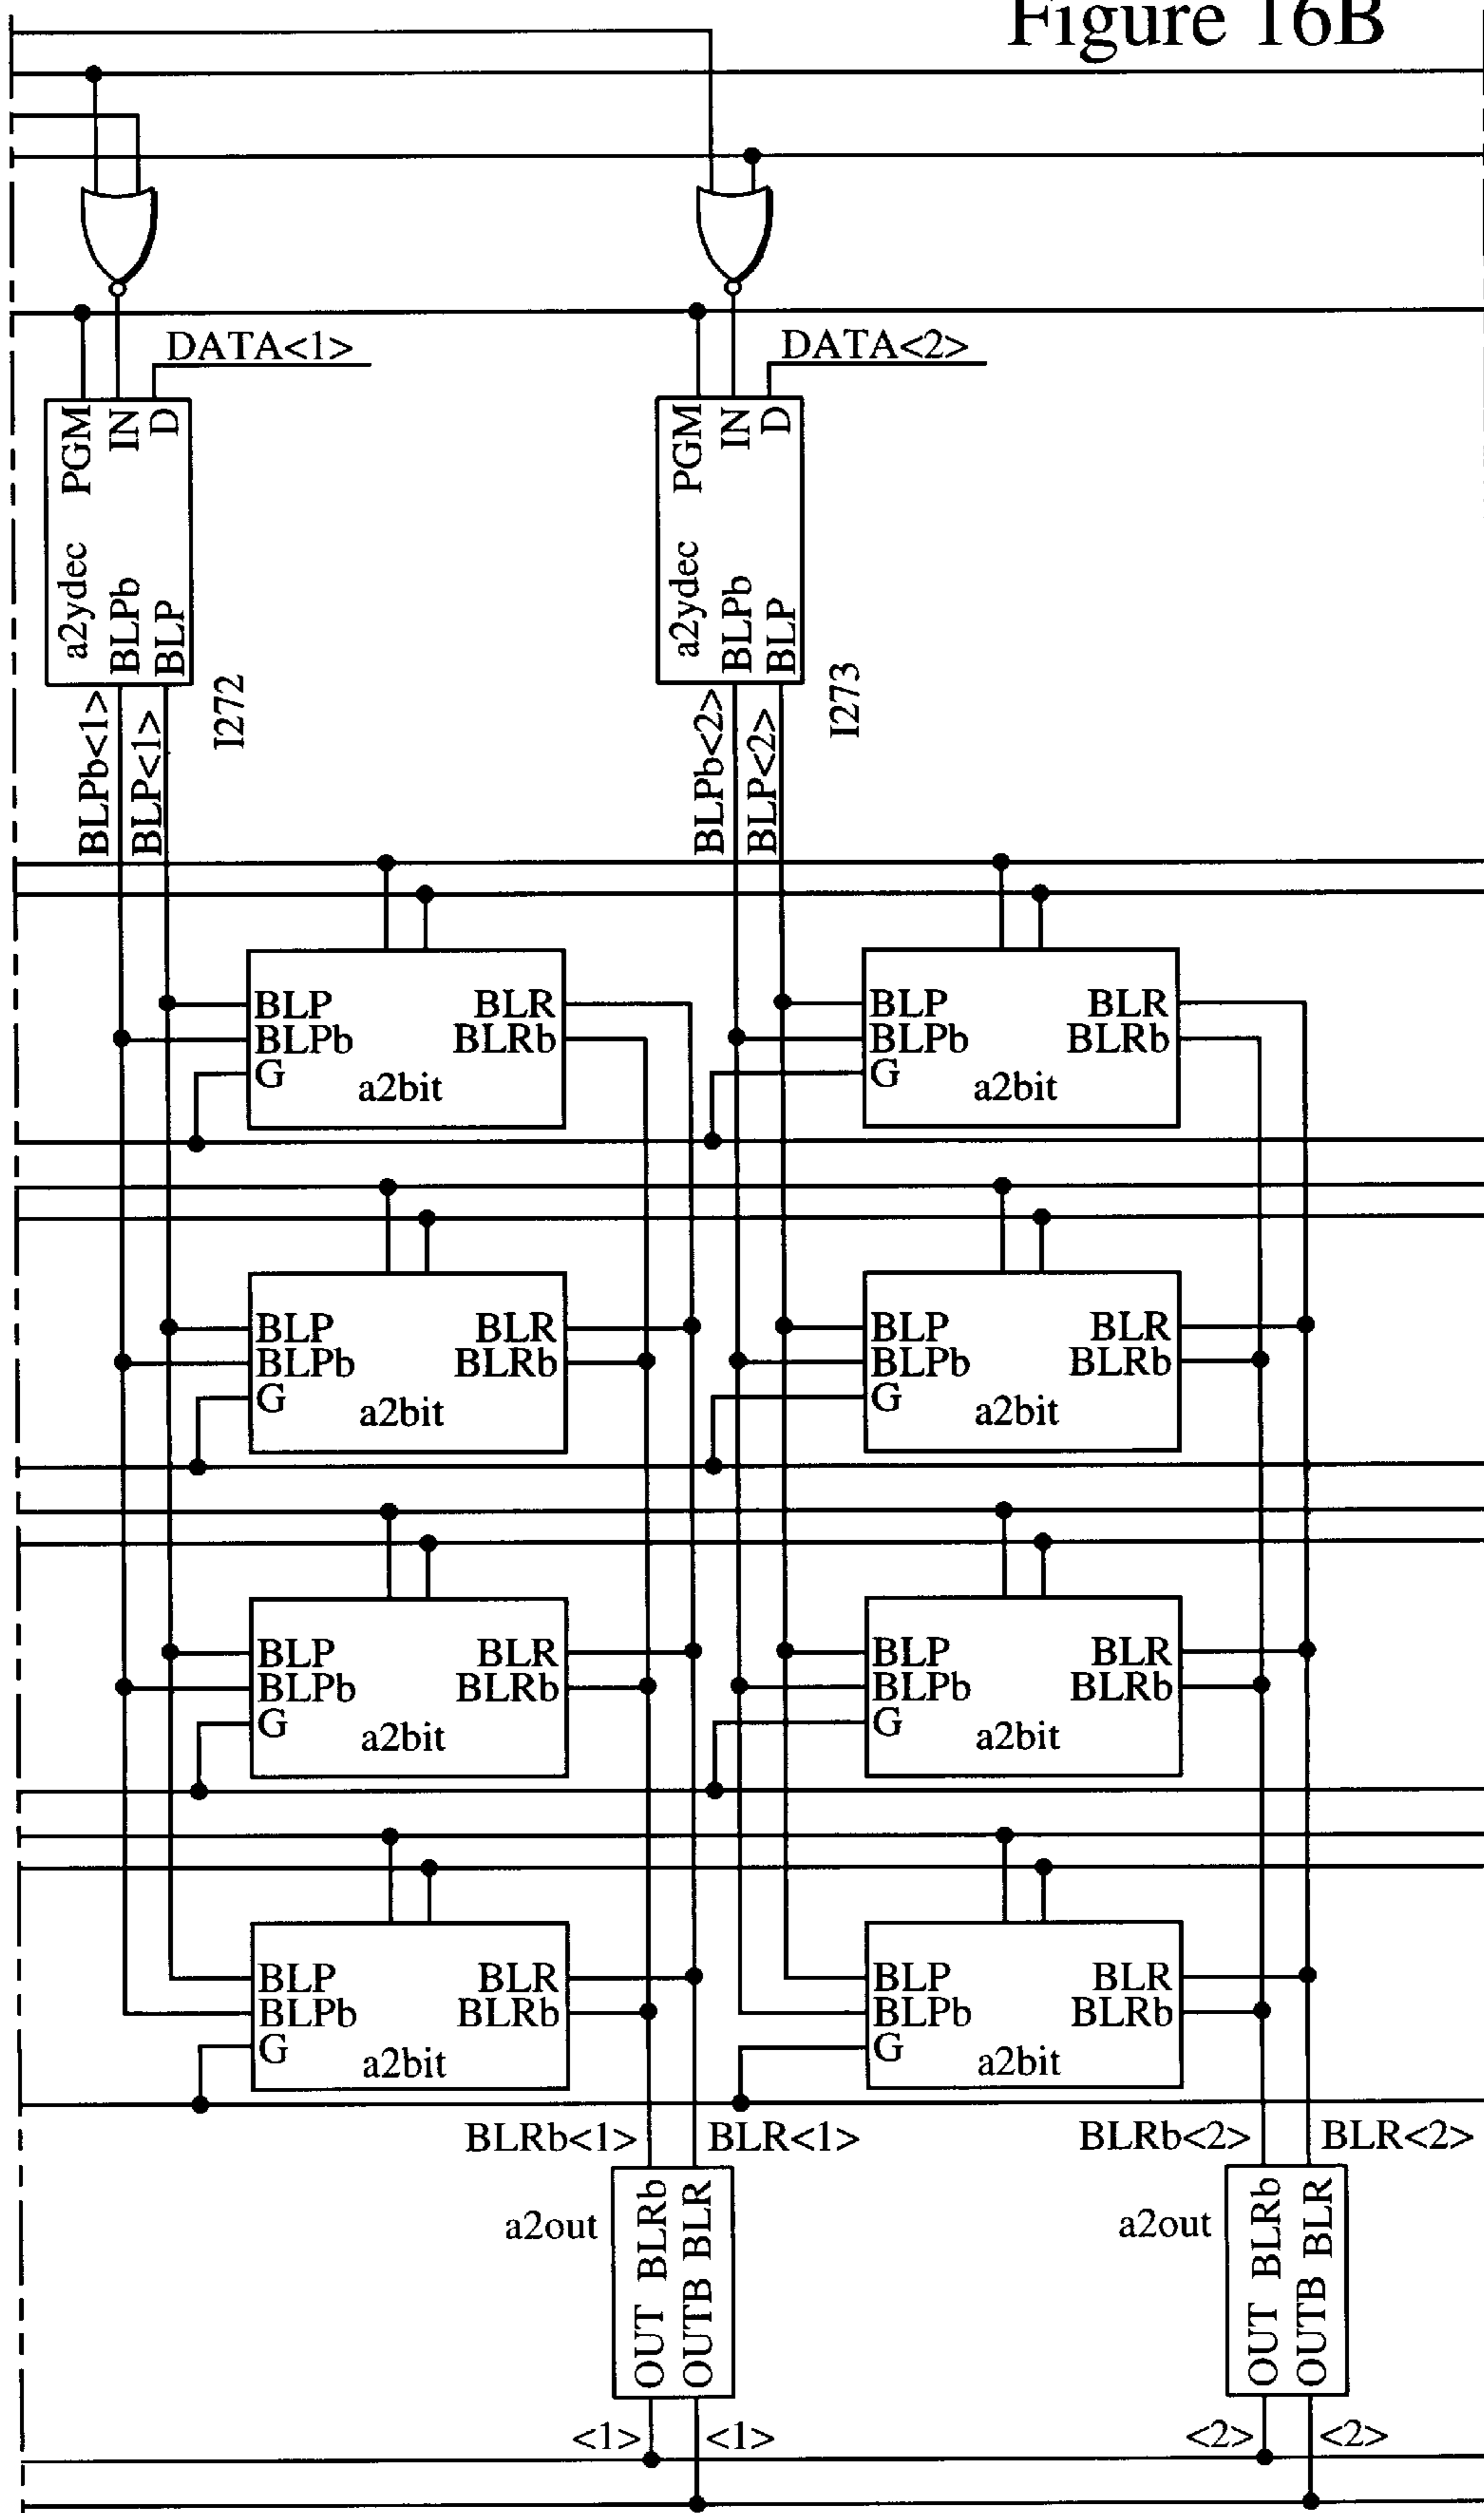 Figure 16B
DATA<1>
DATA<2>
PGM
IN
D
a2ydec
BLPb
BLP
I272
PGM
IN
D
a2ydec
BLPb
BLP
I273
BLPb<1>
BLP<1>
BLPb<2>
BLP<2>
BLP BLR
BLPb BLRb
G
a2bit
BLP BLR
BLPb BLRb
G
a2bit
BLP BLR
BLPb BLRb
G
a2bit
BLP BLR
BLPb BLRb
G
a2bit
BLP BLR
BLPb BLRb
G
a2bit
BLP BLR
BLPb BLRb
G
a2bit
BLP BLR
BLPb BLRb
G
a2bit
BLP BLR
BLPb BLRb
G
a2bit
BLRb<1> BLR<1>
BLRb<2> BLR<2>
a2out
OUT BLRb
OUTB BLR
a2out
OUT BLRb
OUTB BLR
<1> <1>
<2> <2>